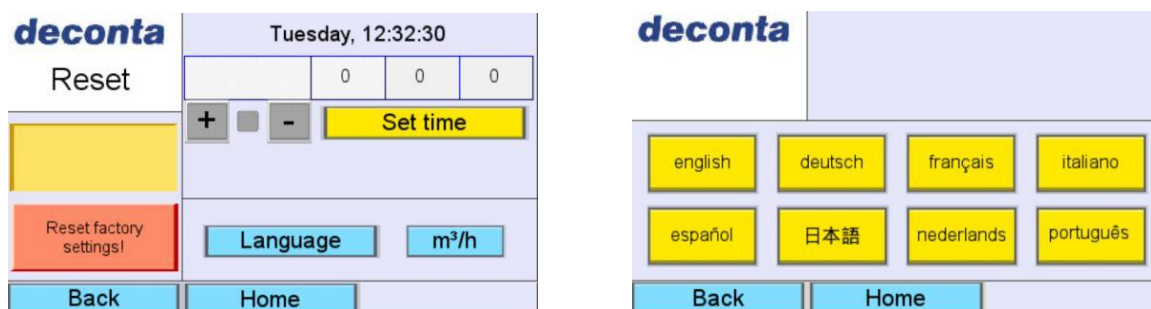 deconta
Reset
Tuesday, 12:32:30
0 0 0
+ -
Set time
Reset factory
settings!
Language
m³/h
Back
Home
deconta
english
deutsch
français
italiano
español
日本語
nederlands
português
Back
Home